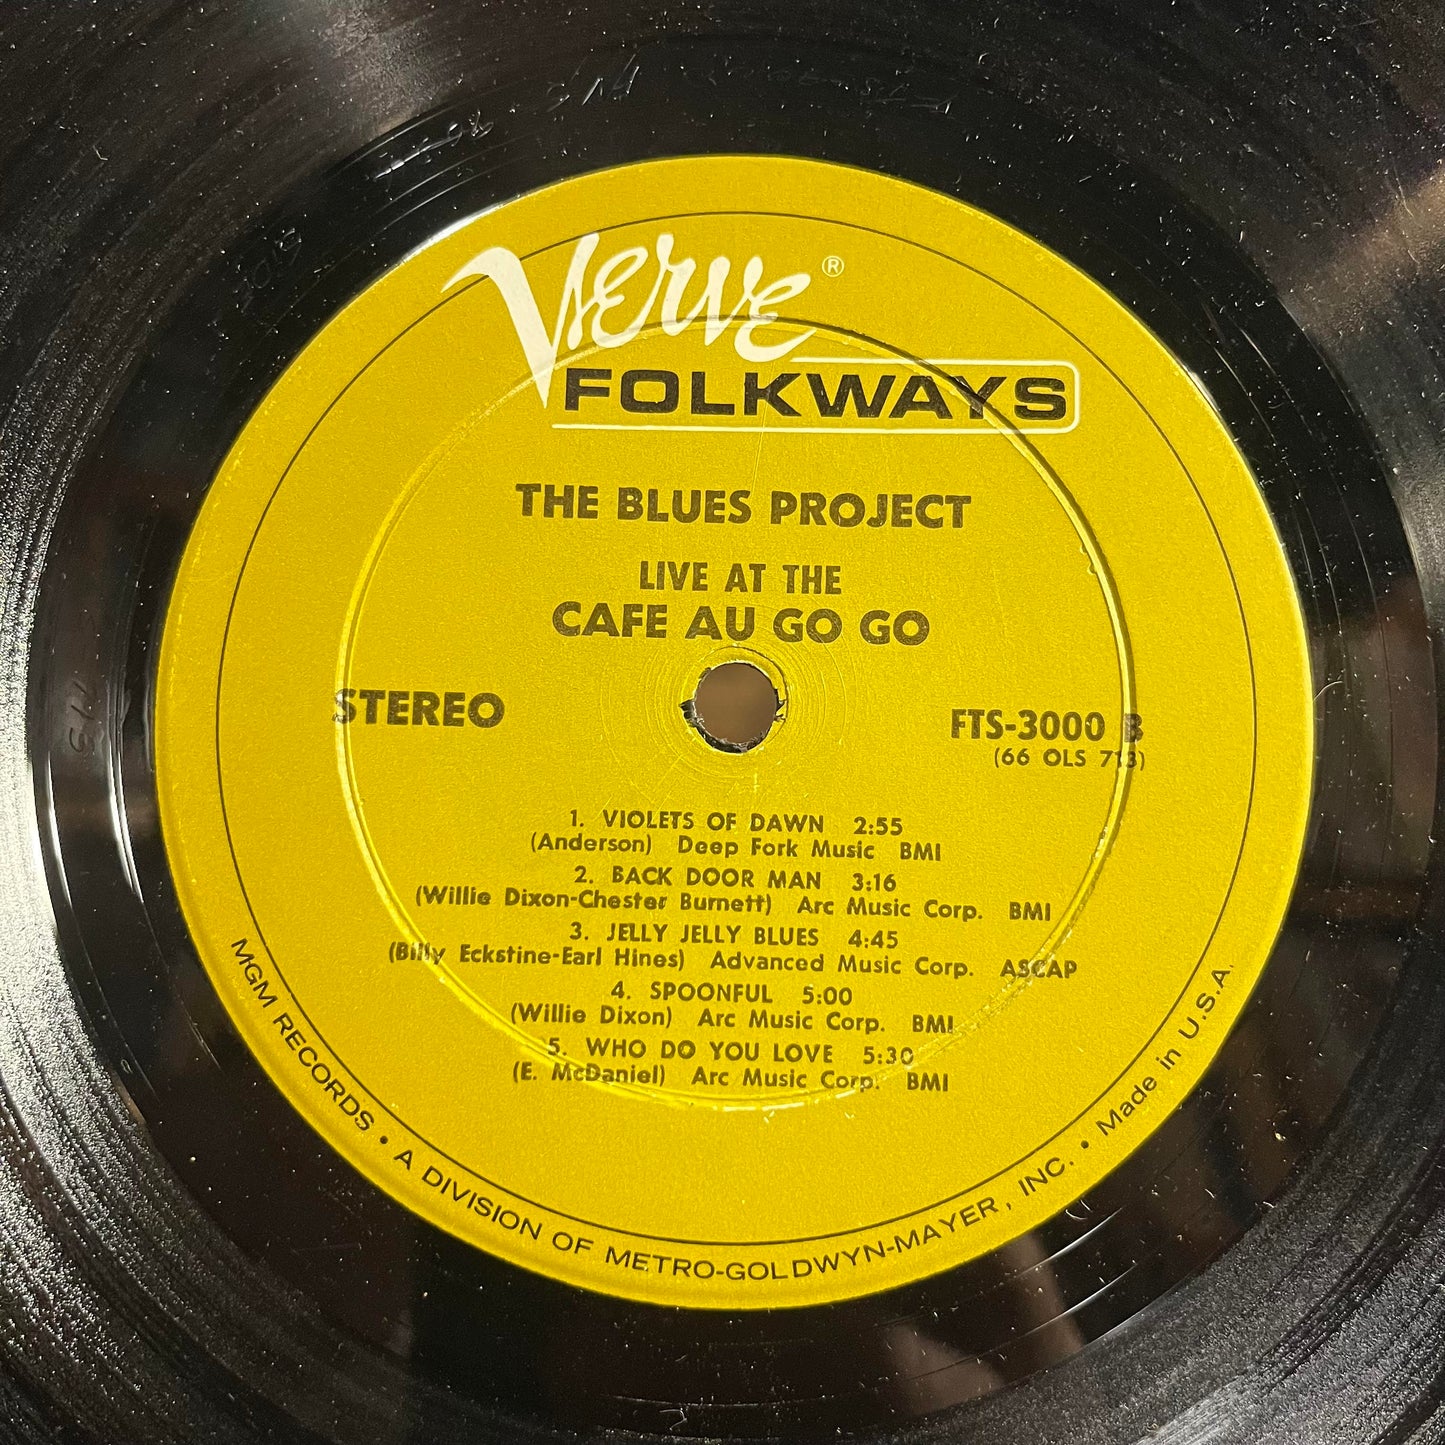 Verve®
FOLKWAYS
THE BLUES PROJECT
LIVE AT THE
CAFE AU GO GO
STEREO
FTS-3000 B
(66 OLS 713)
1. VIOLETS OF DAWN 2:55
(Anderson) Deep Fork Music BMI
2. BACK DOOR MAN 3:16
(Willie Dixon-Chester Burnett) Arc Music Corp. BMI
3. JELLY JELLY BLUES 4:45
(Billy Eckstine-Earl Hines) Advanced Music Corp. ASCAP
4. SPOONFUL 5:00
(Willie Dixon) Arc Music Corp. BMI
5. WHO DO YOU LOVE 5:30
(E. McDaniel) Arc Music Corp. BMI
MGM RECORDS • A DIVISION OF METRO-GOLDWYN-MAYER, INC. • Made in U.S.A.